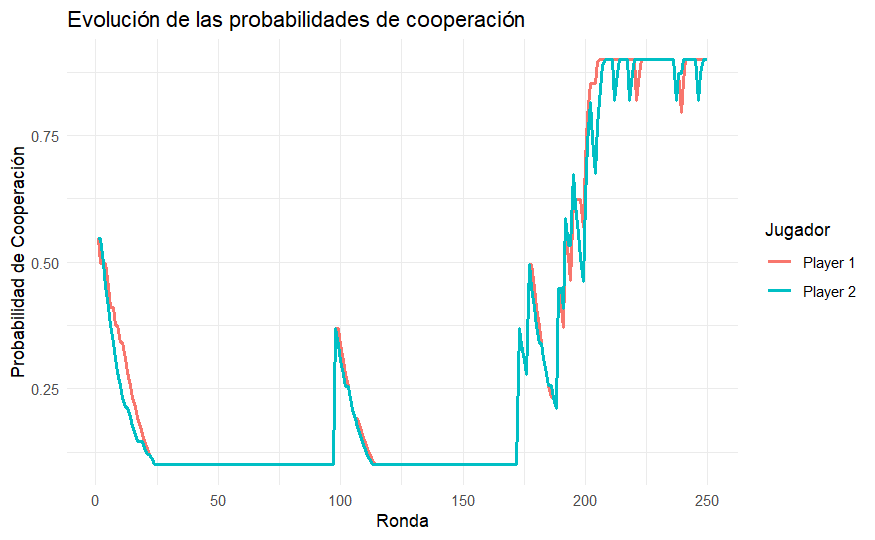 Evolución de las probabilidades de cooperación
Probabilidad de Cooperación
0.75
0.50
0.25
0
50
100
150
200
250
Ronda
Jugador
Player 1
Player 2